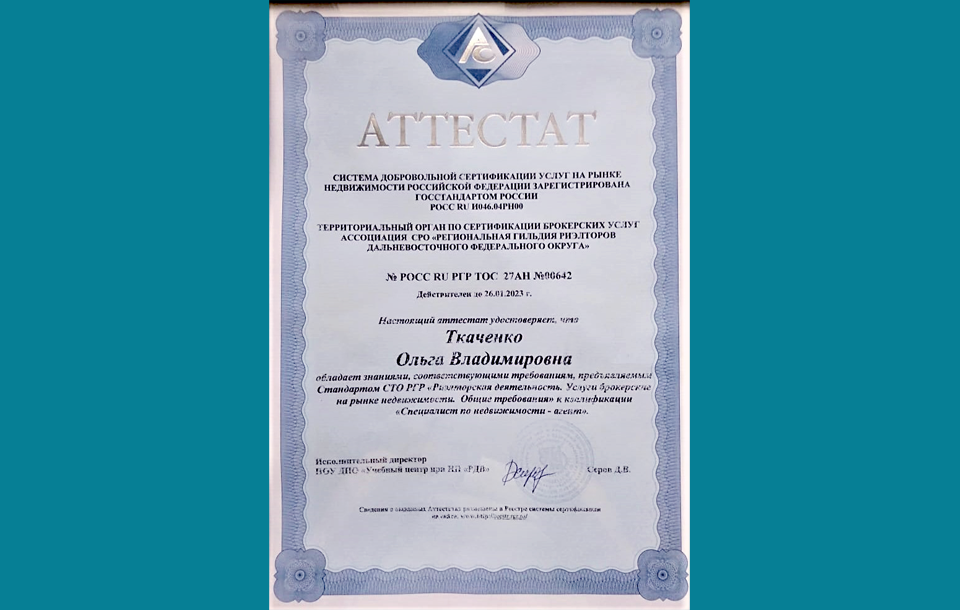 АТТЕСТАТ
СИСТЕМА ДОБРОВОЛЬНОЙ СЕРТИФИКАЦИИ УСЛУГ НА РЫНКЕ
НЕДВИЖИМОСТИ РОССИЙСКОЙ ФЕДЕРАЦИИ ЗАРЕГИСТРИРОВАНА
ГОССТАНДАРТОМ РОССИИ
РОСС RU И046.04РН00
ТЕРРИТОРИАЛЬНЫЙ ОРГАН ПО СЕРТИФИКАЦИИ БРОКЕРСКИХ УСЛУГ
АССОЦИАЦИЯ СРО «РЕГИОНАЛЬНАЯ ГИЛЬДИЯ РИЭЛТОРОВ
ДАЛЬНЕВОСТОЧНОГО ФЕДЕРАЛЬНОГО ОКРУГА»
№ РОСС RU РГР ТОС 27АН №00642
Действителен до 26.01.2023 г.
Настоящий аттестат удостоверяет, что
Ткаченко
Ольга Владимировна
обладает знаниями, соответствующими требованиям, предъявляемым
Стандартом СТО РГР «Риэлторская деятельность. Услуги брокерские
на рынке недвижимости. Общие требования» к квалификации
«Специалист по недвижимости - агент».
Исполнительный директор
НОУ ДПО «Учебный центр при НП «РДВ»
Серов Д.В.
Сведения о выданных Аттестатах размещены в Реестре системы сертификации
на сайте: